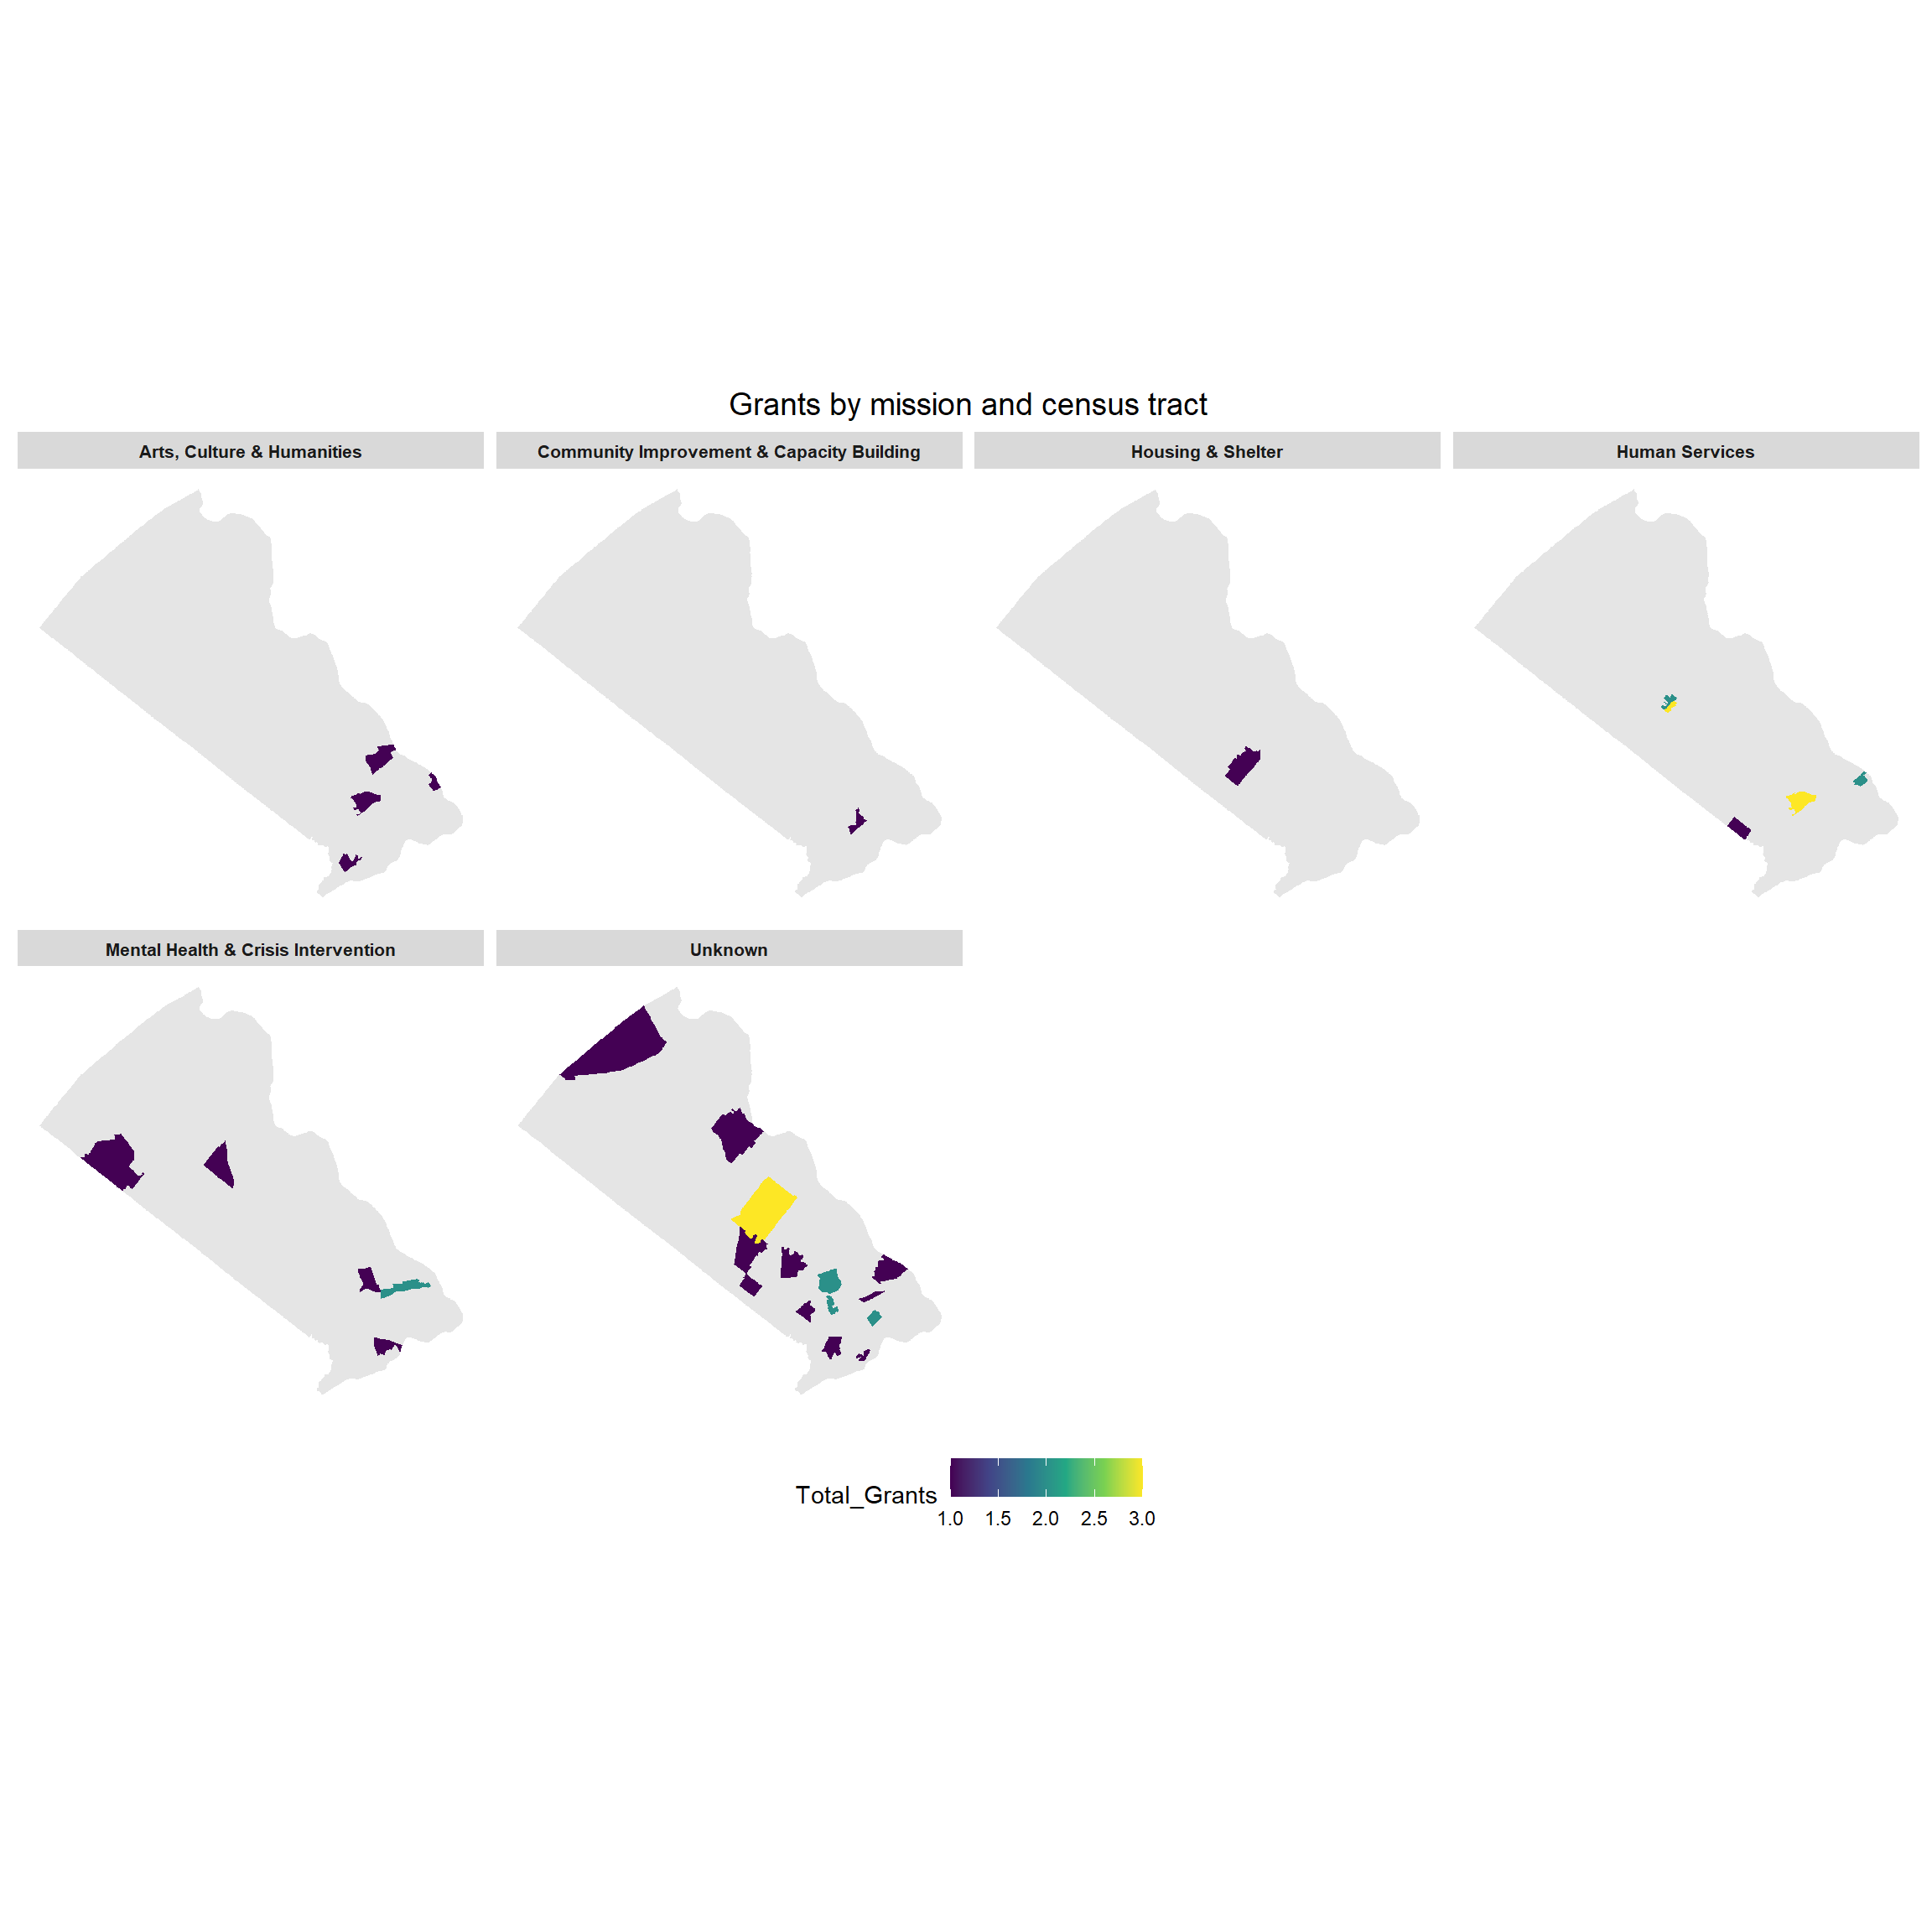 Grants by mission and census tract
Arts, Culture & Humanities
Community Improvement & Capacity Building
Housing & Shelter
Human Services
Mental Health & Crisis Intervention
Unknown
Total_Grants
1.0 1.5 2.0 2.5 3.0